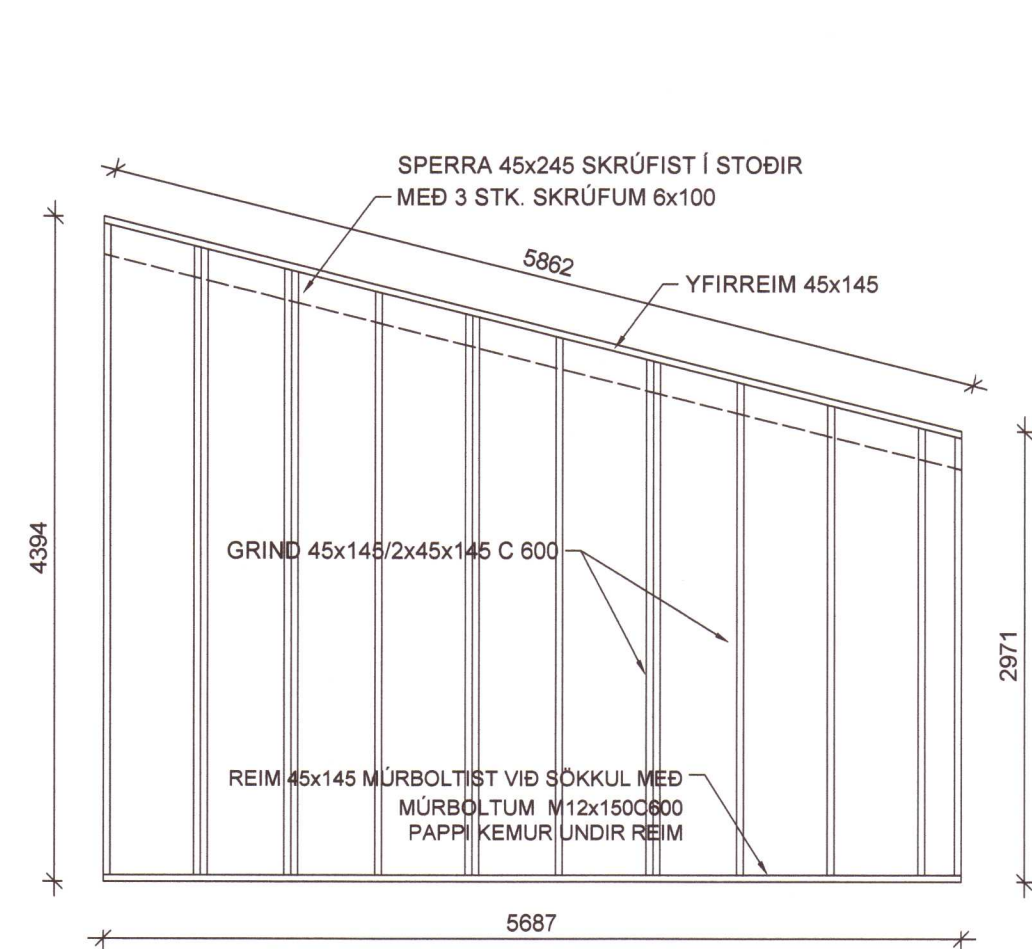 SPERRA 45x245 SKRÚFIST Í STOÐIR
MEÐ 3 STK. SKRÚFUM 6x100
5862
YFIRREIM 45x145
4394
GRIND 45x145/2x45x145 C 600
2971
REIM 45x145 MÚRBOLTIST VIÐ SÖKKUL MEÐ
MÚRBOLTUM M12x150C600
PAPPI KEMUR UNDIR REIM
5687